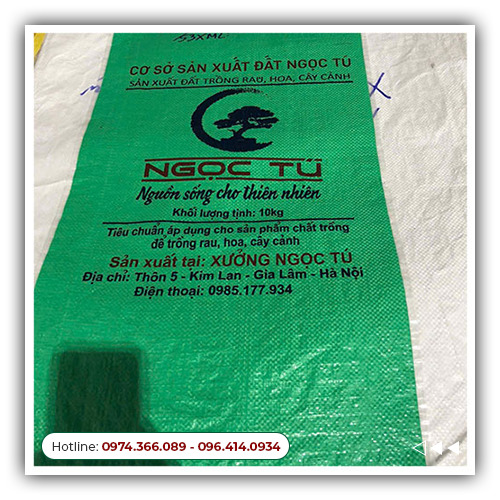 53XML
CƠ SỞ SẢN XUẤT ĐẤT NGỌC TÚ
SẢN XUẤT ĐẤT TRỒNG RAU, HOA, CÂY CẢNH
NGỌC TÚ
Nguồn sống cho thiên nhiên
Khối lượng tịnh: 10kg
Tiêu chuẩn áp dụng cho sản phẩm chất trồng
để trồng rau, hoa, cây cảnh
Sản xuất tại: XƯỞNG NGỌC TÚ
Địa chỉ: Thôn 5 - Kim Lan - Gia Lâm - Hà Nội
Điện thoại: 0985.177.934
Hotline: 0974.366.089 - 096.414.0934